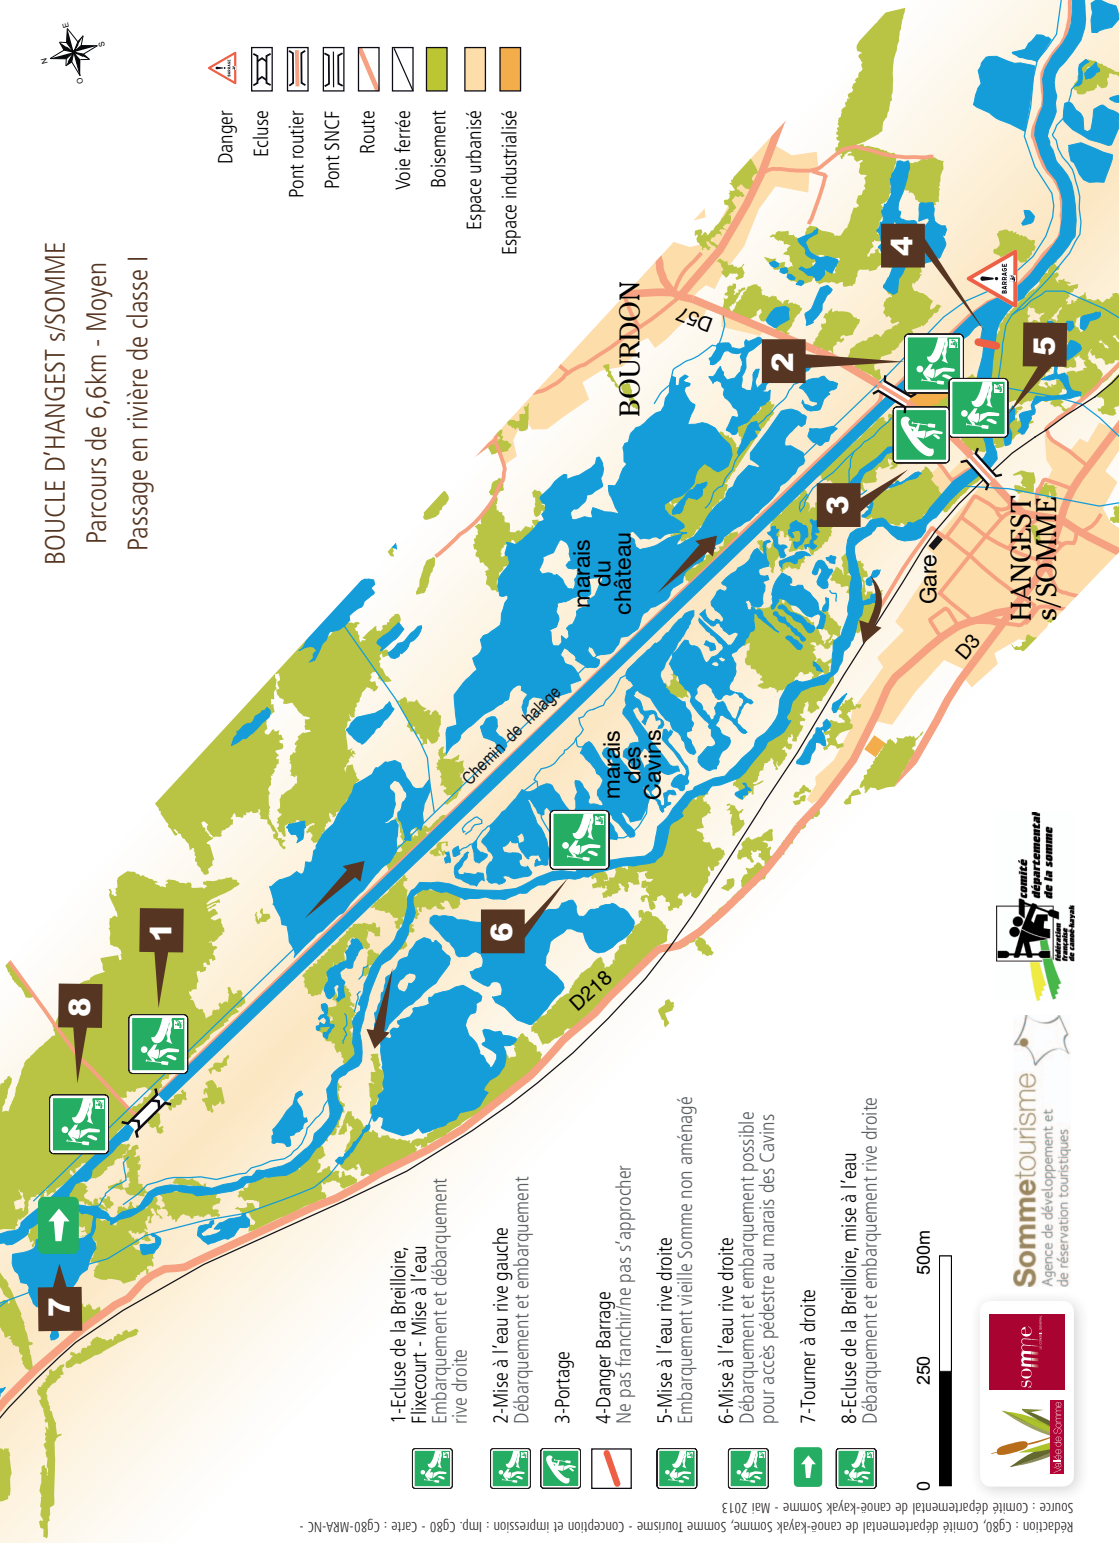 BOUCLE D'HANGEST s/SOMME
Parcours de 6,6km - Moyen
Passage en rivière de classe I
N
E
S
O
Danger
Ecluse
Pont routier
Pont SNCF
Route
Voie ferrée
Boisement
Espace urbanisé
Espace industrialisé
BARRAGE
BOURDON
D57
marais
du
château
Chemin de halage
marais
des
Cavins
Gare
HANGEST
s/SOMME
D3
D218
BARRAGE
1
2
3
4
5
6
7
8
1-Ecluse de la Breilloire,
Flixecourt - Mise à l'eau
Embarquement et débarquement
rive droite
2-Mise à l'eau rive gauche
Débarquement et embarquement
3-Portage
4-Danger Barrage
Ne pas franchir/ne pas s'approcher
5-Mise à l'eau rive droite
Embarquement vieille Somme non aménagé
6-Mise à l'eau rive droite
Débarquement et embarquement possible
pour accès pédestre au marais des Cavins
7-Tourner à droite
8-Ecluse de la Breilloire, mise à l'eau
Débarquement et embarquement rive droite
0 250 500m
Vallée de Somme
somme
Sommetourisme
Agence de développement et
de réservation touristiques
comité
départemental
de la somme
fédération
française
de canoë-kayak
Rédaction : Cg80, Comité départemental de canoë-kayak Somme, Somme Tourisme - Conception et impression : Imp. Cg80 - Carte : Cg80-MRA-NC -
Source : Comité départemental de canoë-kayak Somme - Mai 2013